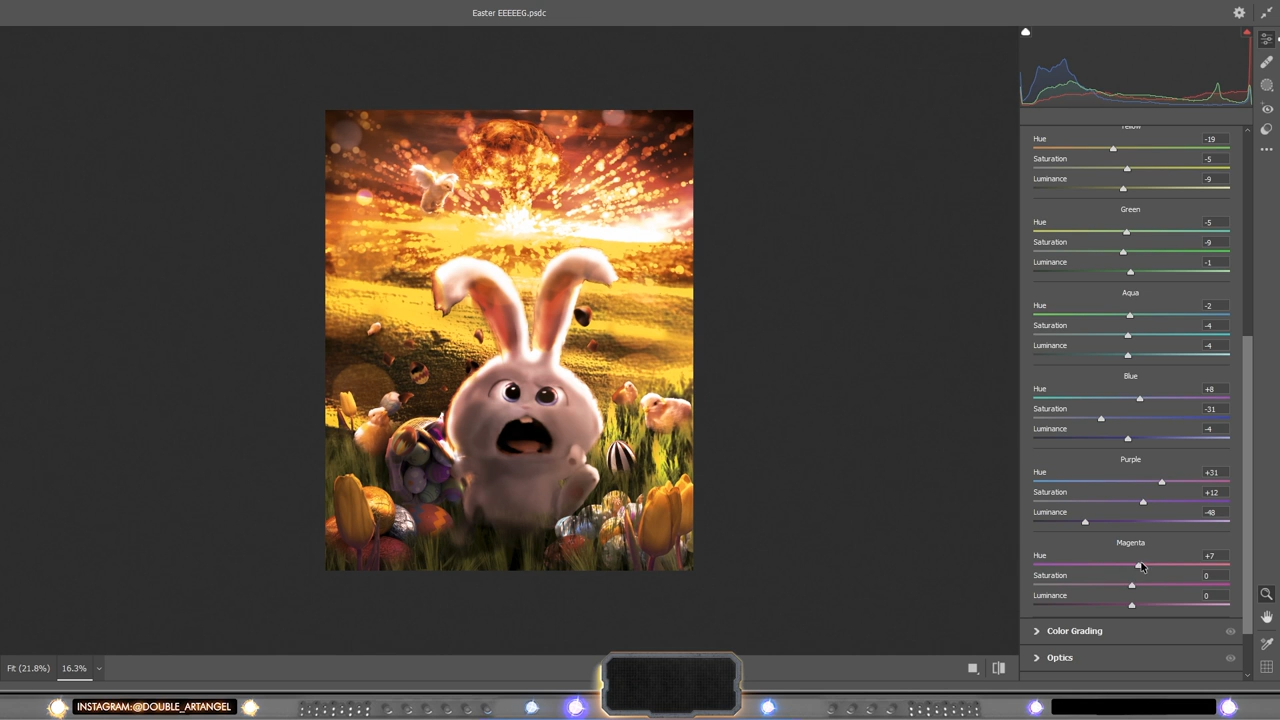 Easter EEEEEG.psdc
Hue -19
Saturation -5
Luminance -9
Green
Hue -5
Saturation -9
Luminance -1
Aqua
Hue -2
Saturation -4
Luminance -4
Blue
Hue +8
Saturation -31
Luminance -4
Purple
Hue +31
Saturation +12
Luminance -48
Magenta
Hue +7
Saturation 0
Luminance 0
Color Grading
Optics
Fit (21.8%) 16.3%
INSTAGRAM:@DOUBLE_ARTANGEL